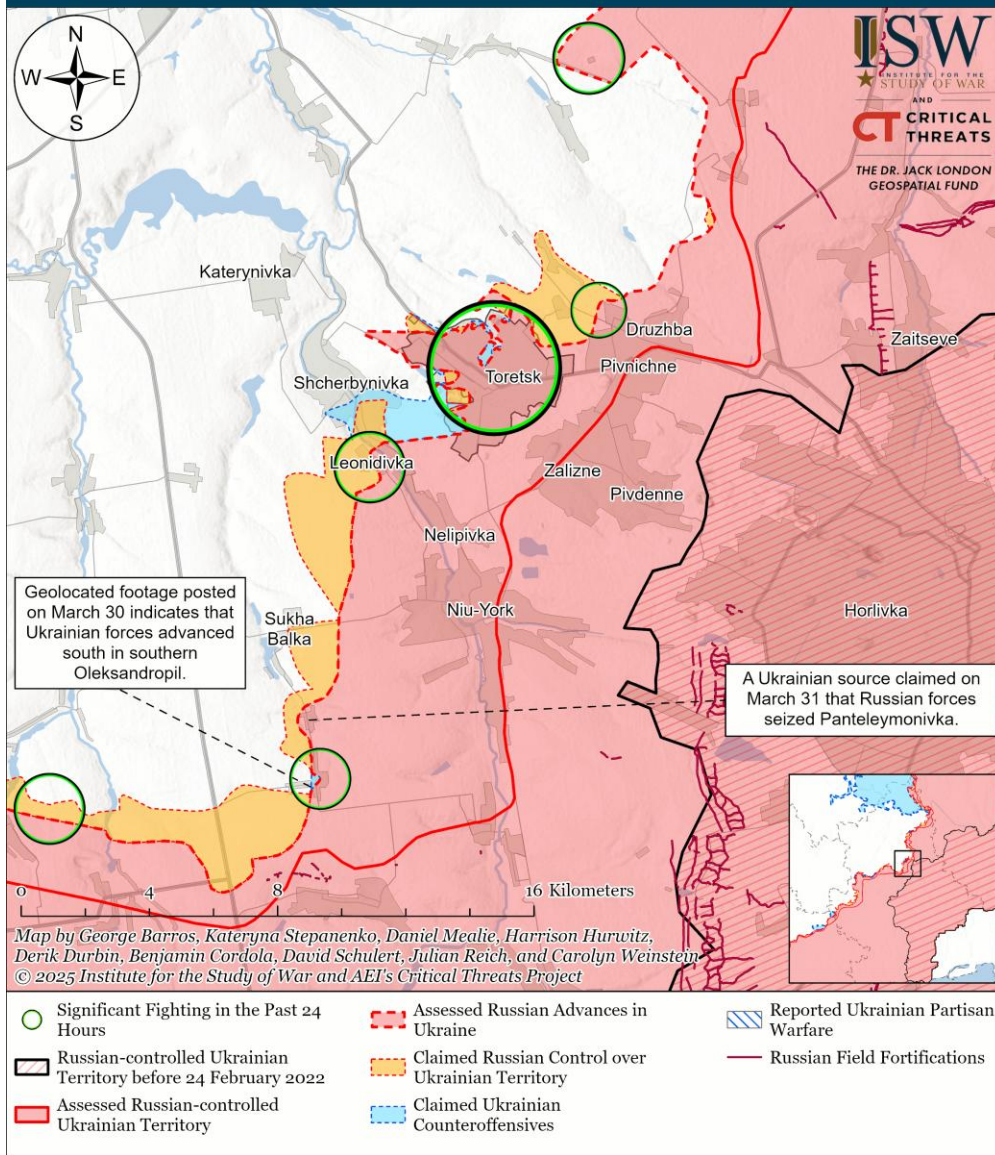 N
W
E
S
ISW
INSTITUTE FOR THE
STUDY OF WAR
AND
CT CRITICAL
THREATS
THE DR. JACK LONDON
GEOSPATIAL FUND
Katerynivka
Druzhba
Zaitseve
Pivnichne
Toretsk
Shcherbynivka
Leonidivka
Zalizne
Pivdenne
Nelipivka
Niu-York
Horlivka
Sukha
Balka
Geolocated footage posted
on March 30 indicates that
Ukrainian forces advanced
south in southern
Oleksandropil.
A Ukrainian source claimed on
March 31 that Russian forces
seized Panteleymonivka.
0
4
8
16 Kilometers
Map by George Barros, Kateryna Stepanenko, Daniel Mealie, Harrison Hurwitz,
Derik Durbin, Benjamin Cordola, David Schulert, Julian Reich, and Carolyn Weinstein
© 2025 Institute for the Study of War and AEI's Critical Threats Project
Significant Fighting in the Past 24
Hours
Russian-controlled Ukrainian
Territory before 24 February 2022
Assessed Russian-controlled
Ukrainian Territory
Assessed Russian Advances in
Ukraine
Claimed Russian Control over
Ukrainian Territory
Claimed Ukrainian
Counteroffensives
Reported Ukrainian Partisan
Warfare
Russian Field Fortifications